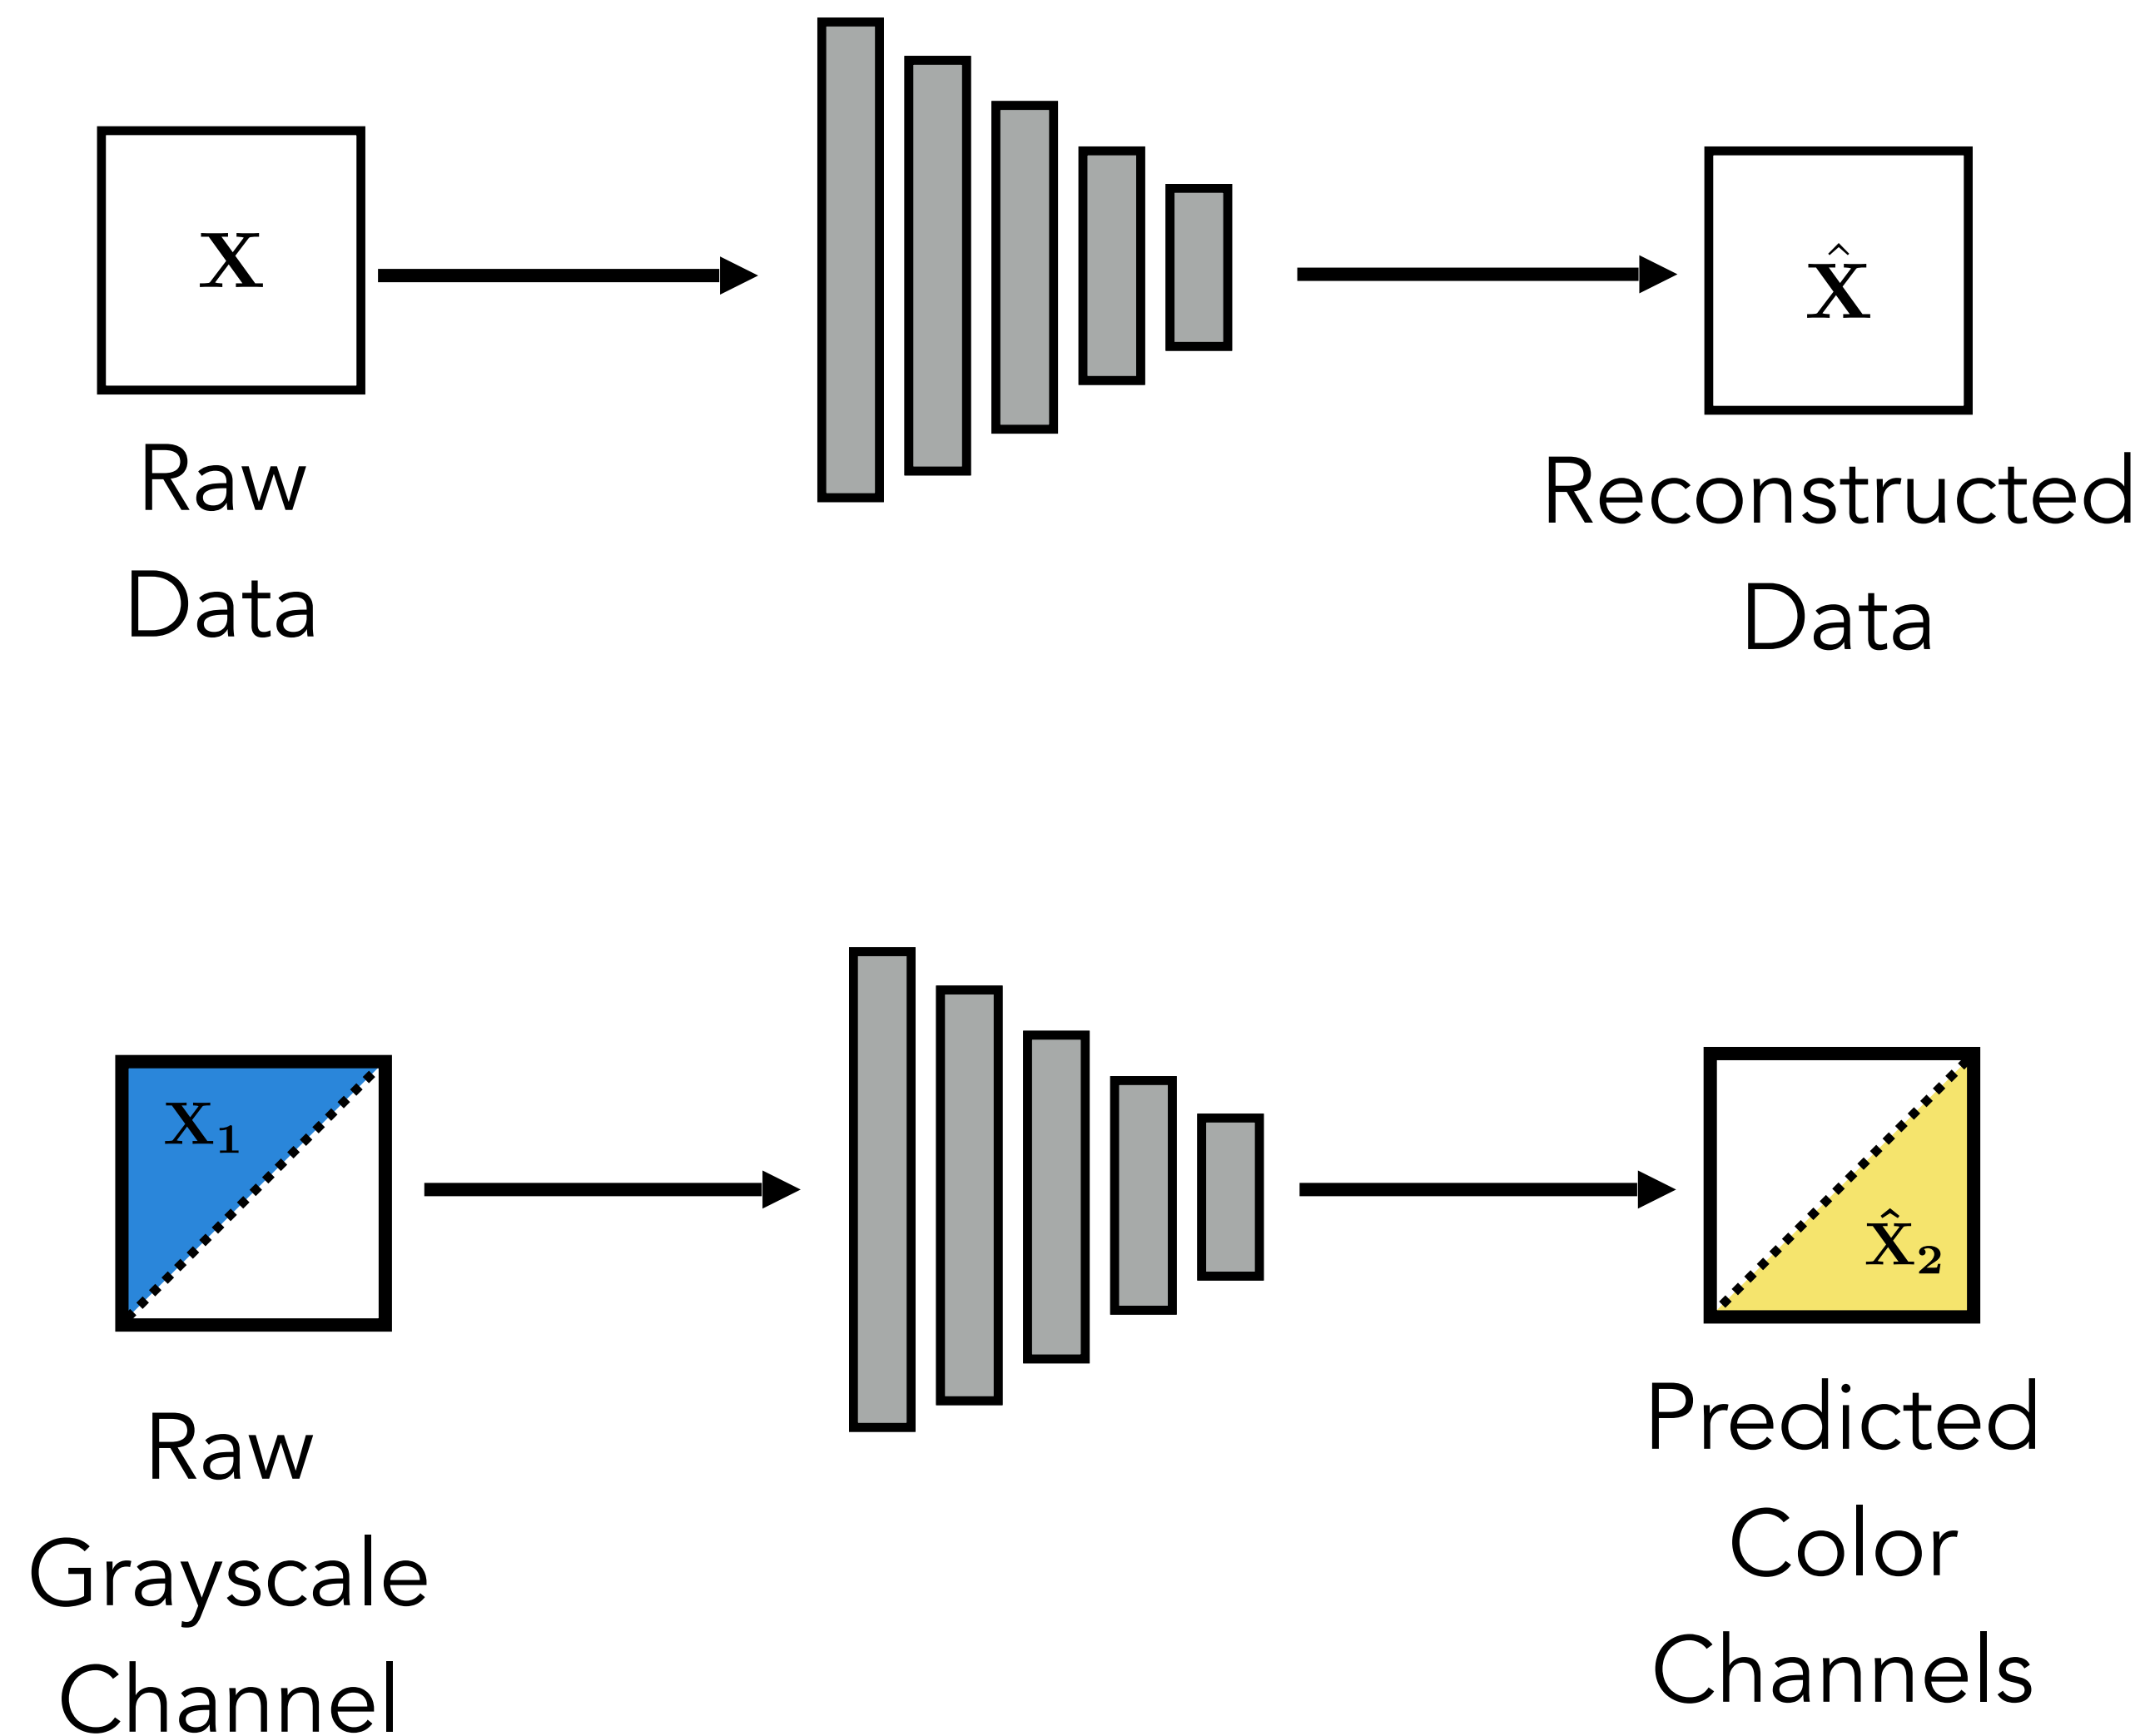 x
Raw
Data
x̂
Reconstructed
Data
x₁
Raw
Grayscale
Channel
x̂₂
Predicted
Color
Channels